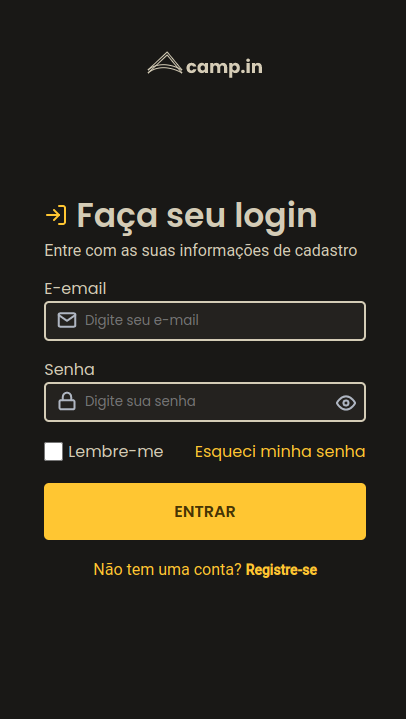 camp.in
Faça seu login
Entre com as suas informações de cadastro
E-email
Digite seu e-mail
Senha
Digite sua senha
Lembre-me Esqueci minha senha
ENTRAR
Não tem uma conta? Registre-se